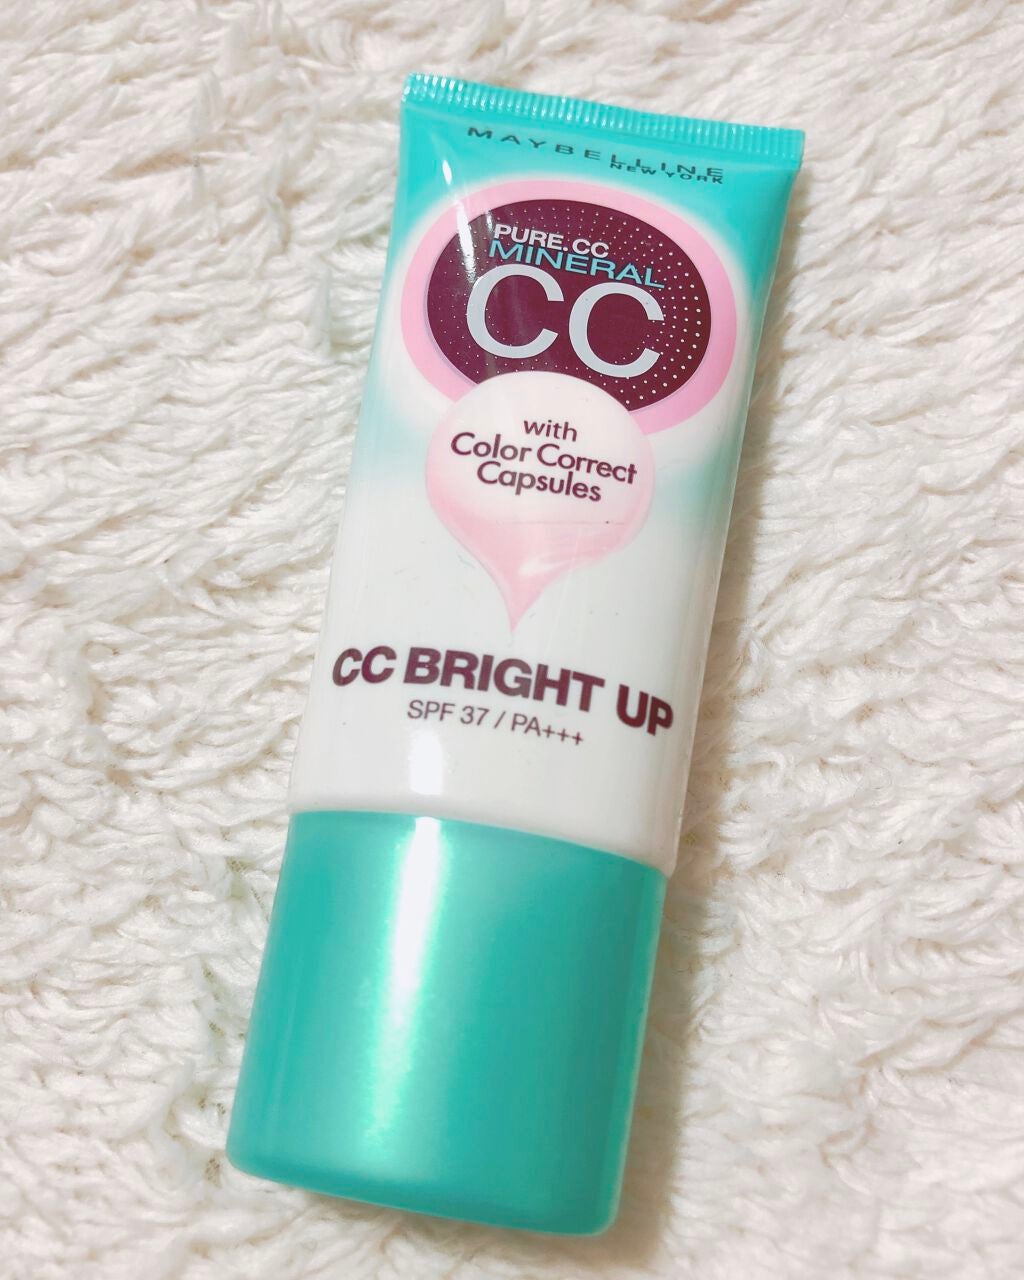 MAYBELLINE
NEW YORK
PURE.CC
MINERAL
CC
with
Color Correct
Capsules
CC BRIGHT UP
SPF 37 / PA+++